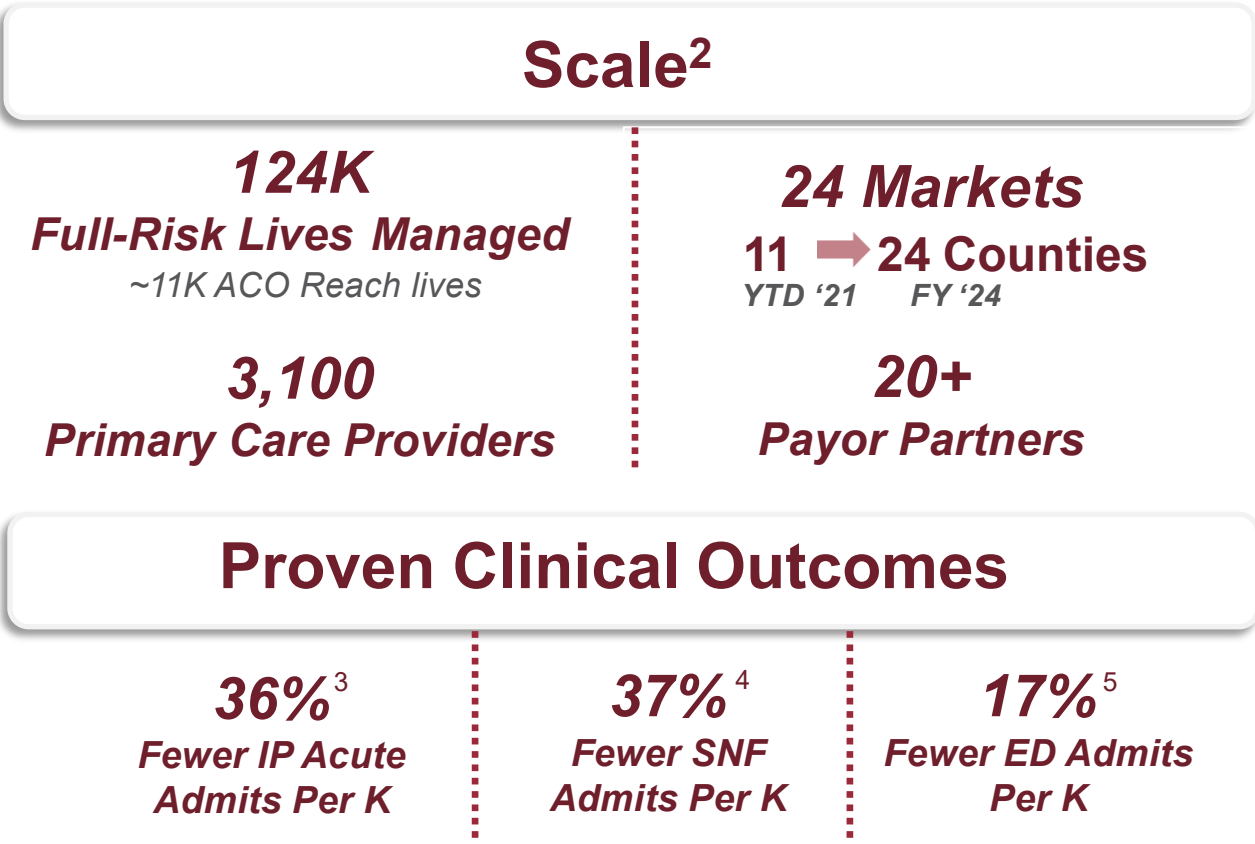 Scale²
124K
Full-Risk Lives Managed
~11K ACO Reach lives
3,100
Primary Care Providers
24 Markets
11 24 Counties
YTD ‘21 FY ‘24
20+
Payor Partners
Proven Clinical Outcomes
36%³
Fewer IP Acute
Admits Per K
37%⁴
Fewer SNF
Admits Per K
17%⁵
Fewer ED Admits
Per K